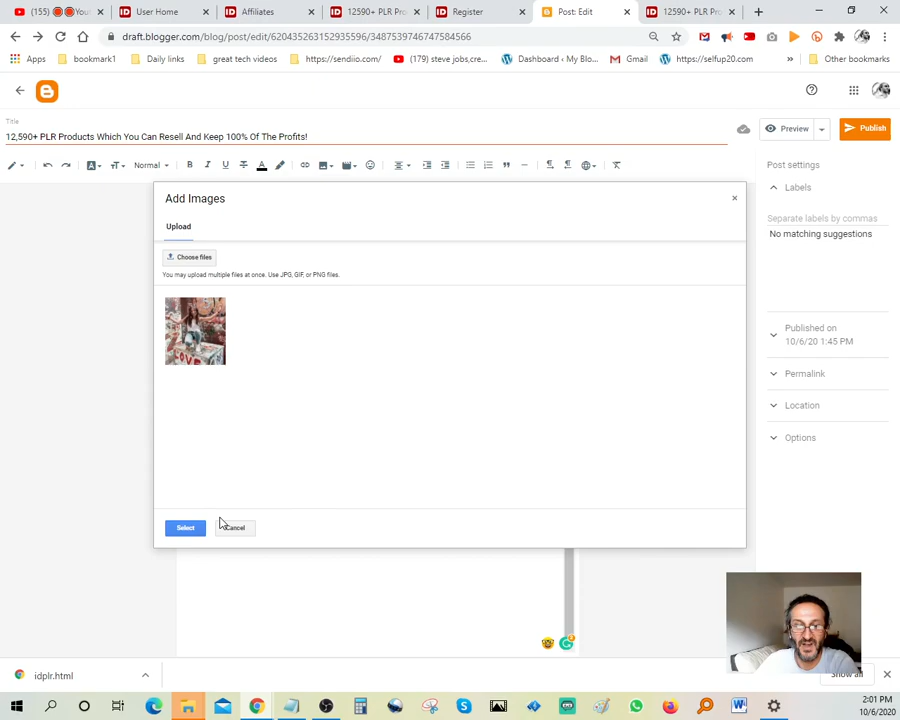 (155) 🔴🔴You
User Home
Affiliates
12590+ PLR Pro
Register
Post: Edit
12590+ PLR Pro
draft.blogger.com/blog/post/edit/620435263152935596/3487539746747584566
Apps
bookmark1
Daily links
https://sendiio.com/
(179) steve jobs,cre...
Dashboard ‹ My Blo...
Gmail
https://selfup20.com
»
Other bookmarks
Title
12,590+ PLR Products Which You Can Resell And Keep 100% Of The Profits!
Preview
Publish
Normal
Post settings
Labels
Separate labels by commas
No matching suggestions
Published on
10/6/20 1:45 PM
Permalink
Location
Options
Add Images
Upload
Choose files
You may upload multiple files at once. Use JPG, GIF, or PNG files.
LOVE
Select
Cancel
idplr.html
Show all
2:01 PM
10/6/2020